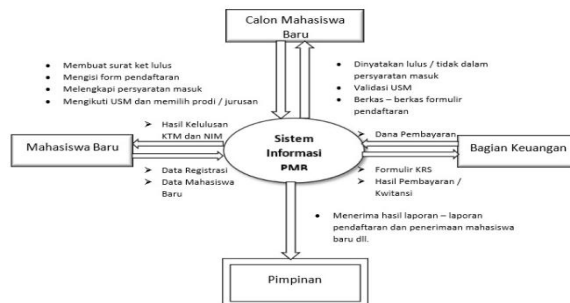 Calon Mahasiswa
Baru
• Membuat surat ket lulus
• Mengisi form pendaftaran
• Melengkapi persyaratan masuk
• Mengikuti USM dan memilih prodi / jurusan
• Dinyatakan lulus / tidak dalam
persyaratan masuk
• Validasi USM
• Berkas – berkas formulir
pendaftaran
➤ Hasil Kelulusan
KTM dan NIM
Mahasiswa Baru
➤ Data Registrasi
➤ Data Mahasiswa
Baru
Sistem
Informasi
PMB
➤ Dana Pembayaran
Bagian Keuangan
➤ Formulir KRS
➤ Hasil Pembayaran /
Kwitansi
• Menerima hasil laporan – laporan
pendaftaran dan penerimaan mahasiswa
baru dll.
Pimpinan